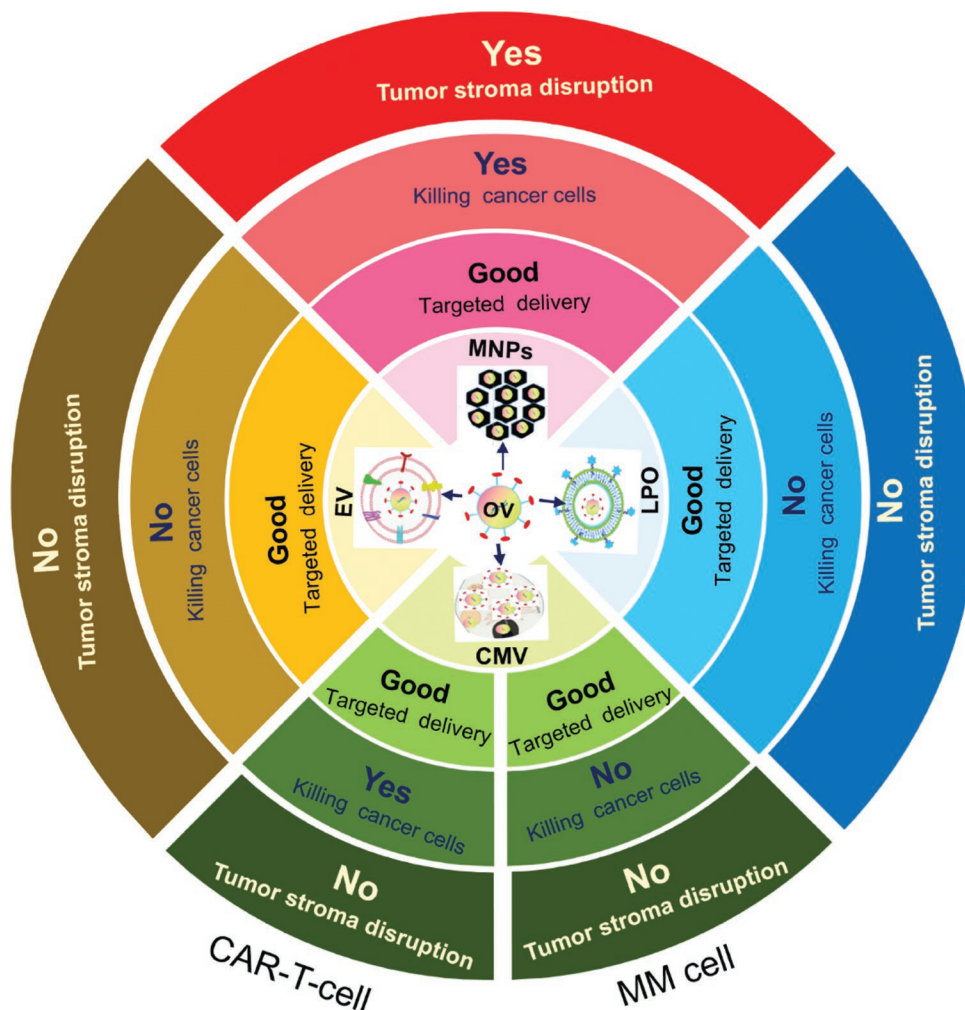 Yes
Tumor stroma disruption
Yes
Killing cancer cells
Good
Targeted delivery
MNPs
No
Tumor stroma disruption
No
Killing cancer cells
Good
Targeted delivery
EV
OV
LPO
Good
Targeted delivery
No
Killing cancer cells
No
Tumor stroma disruption
CMV
Good
Targeted delivery
Good
Targeted delivery
Yes
Killing cancer cells
No
Killing cancer cells
No
Tumor stroma disruption
No
Tumor stroma disruption
CAR-T-cell
MM cell